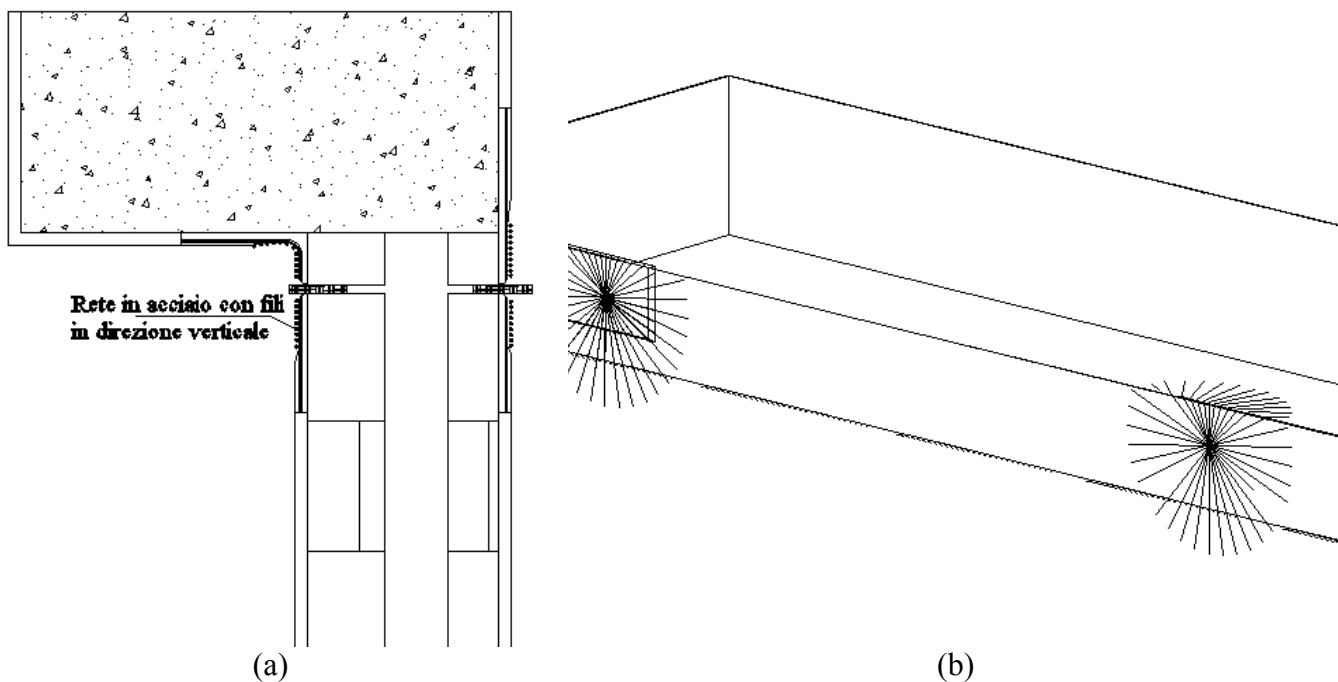 Rete in acciaio con fili
in direzione verticale
(a)
(b)